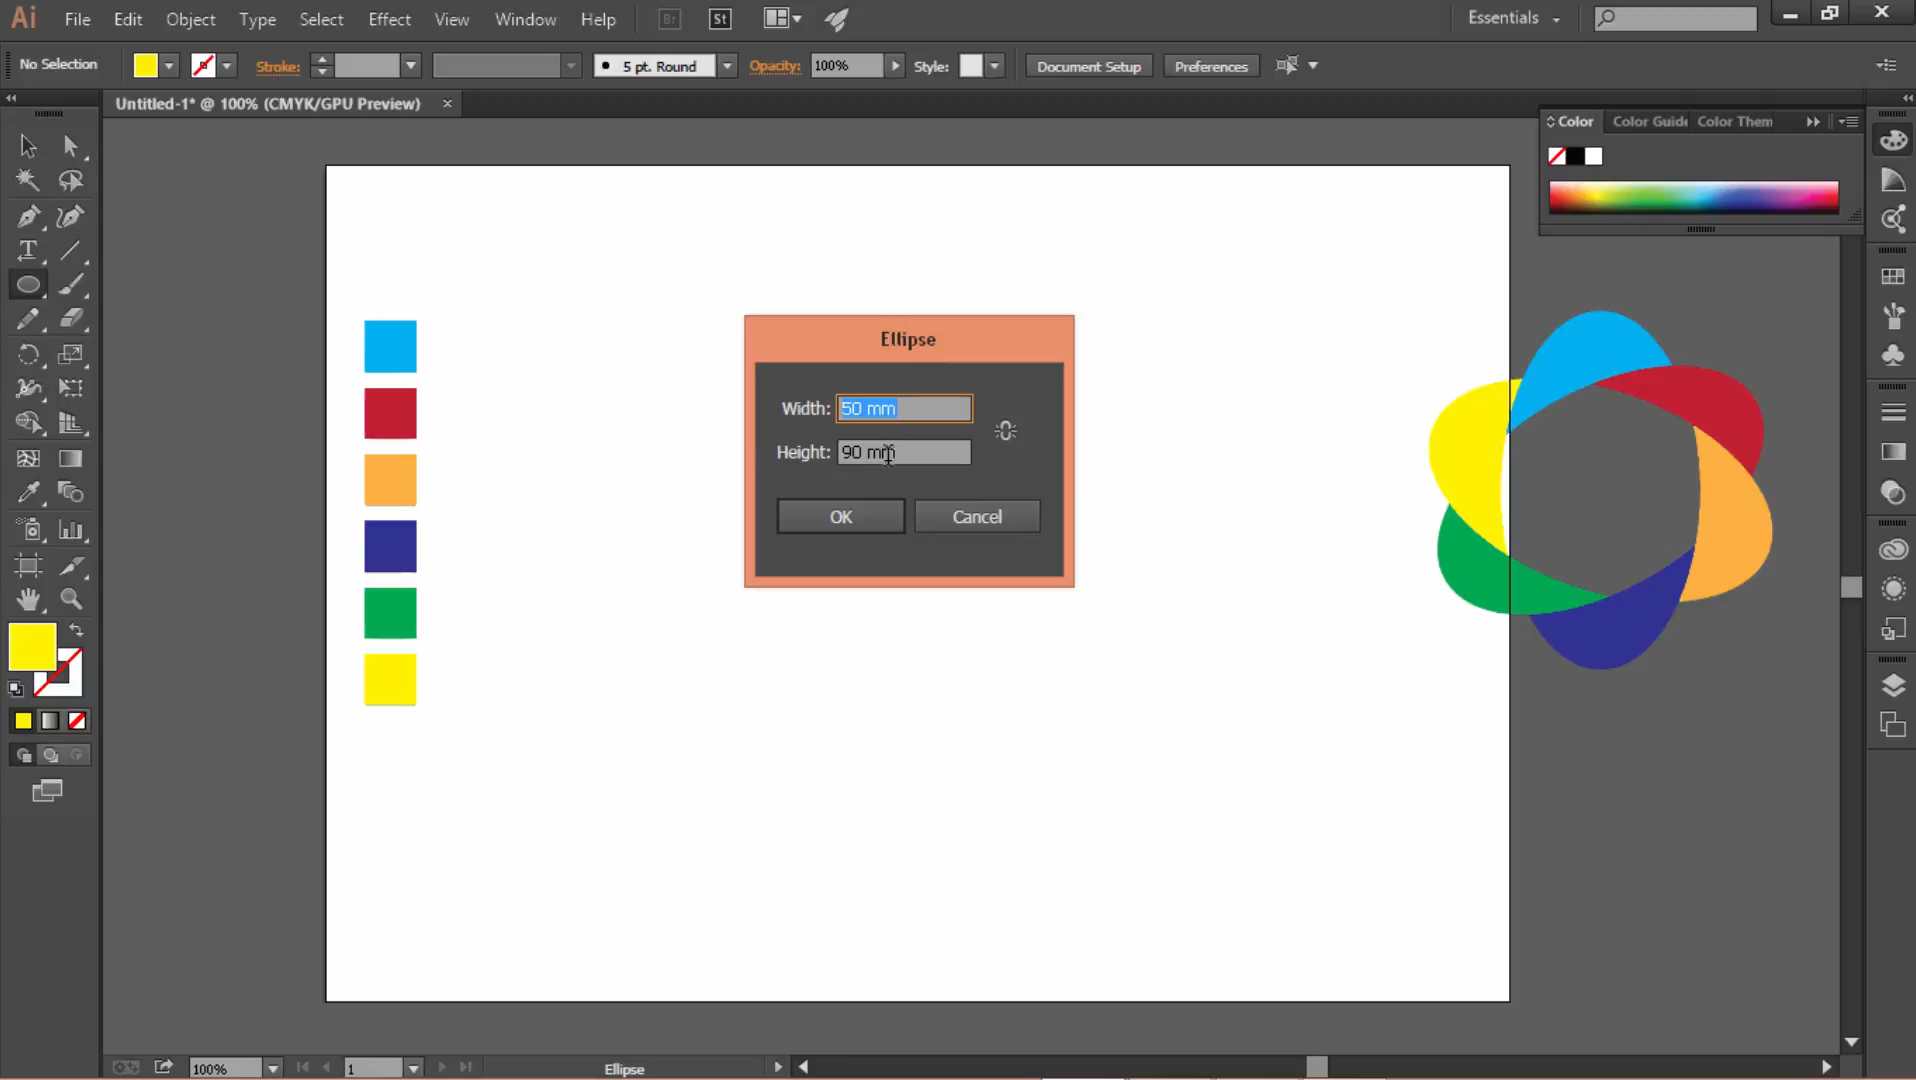 Ai File Edit Object Type Select Effect View Window Help Br St Essentials
No Selection Stroke: 5 pt. Round Opacity: 100% Style: Document Setup Preferences
Untitled-1* @ 100% (CMYK/GPU Preview)
Color Color Guide Color Them
Ellipse
Width: 50 mm
Height: 90 mm
OK Cancel
100% 1 Ellipse